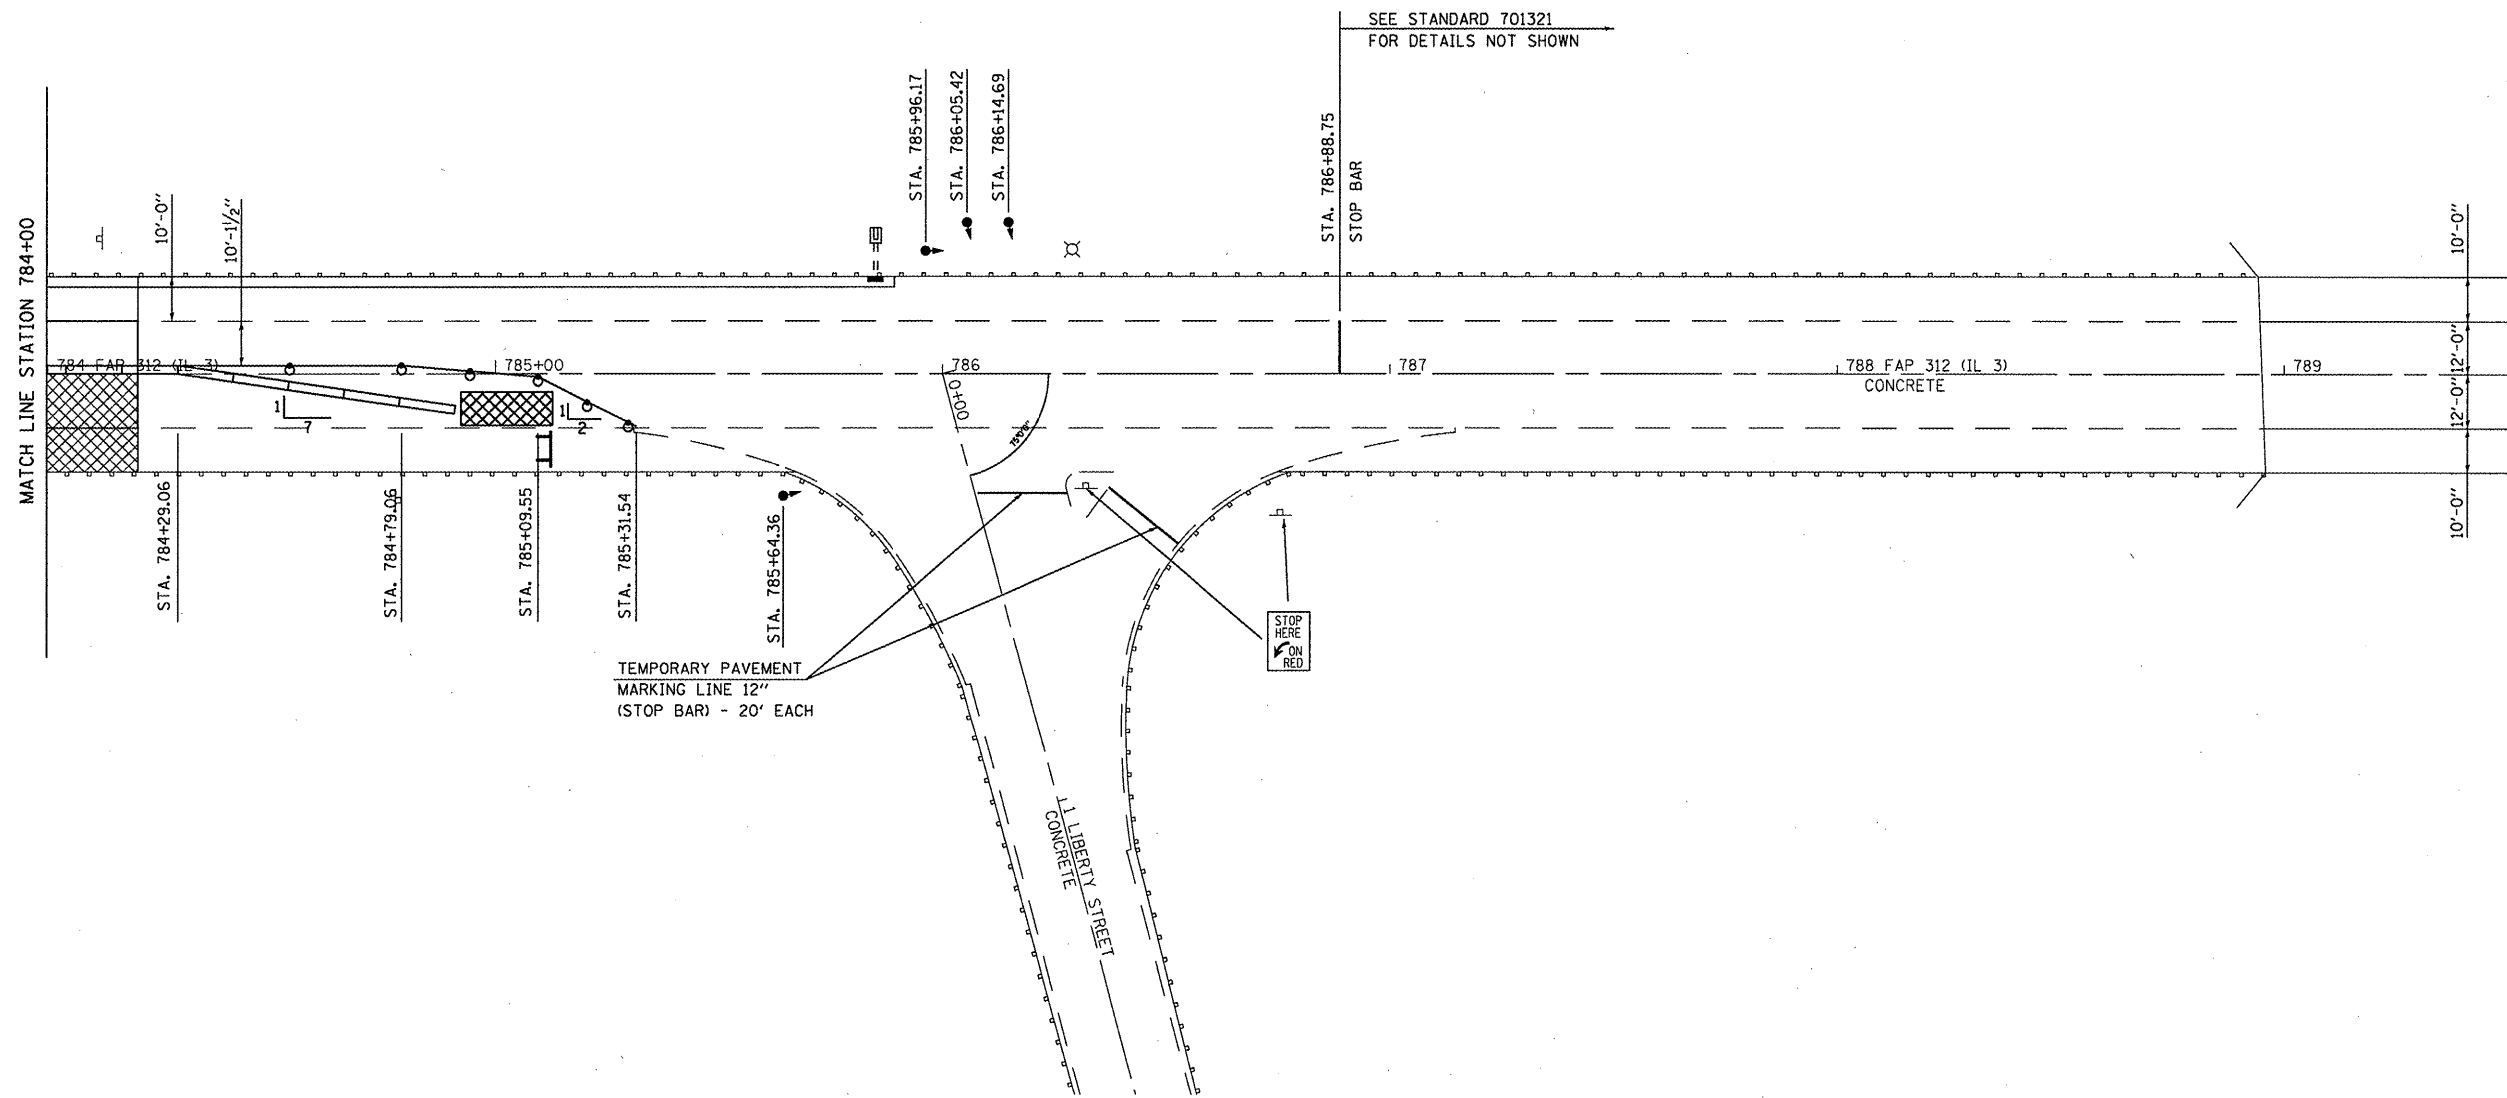 SEE STANDARD 701321
FOR DETAILS NOT SHOWN
MATCH LINE STATION 784+00
10'-0"
10'-1½"
STA. 785+96.17
STA. 786+05.42
STA. 786+14.69
STA. 786+88.75
STOP BAR
10'-0"
12'-0"
12'-0"
10'-0"
784 FAP 312 (IL 3)
785+00
786
787
788 FAP 312 (IL 3)
CONCRETE
789
0+00
1
7
1
2
STA. 784+29.06
STA. 784+79.06
STA. 785+09.55
STA. 785+31.54
STA. 785+64.36
STOP
HERE
ON
RED
TEMPORARY PAVEMENT
MARKING LINE 12"
(STOP BAR) - 20' EACH
1 LIBERTY STREET
CONCRETE